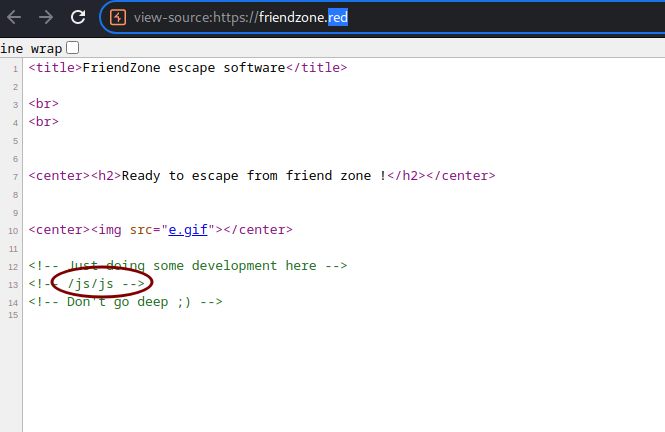 view-source:https://friendzone.red
ine wrap
1 <title>FriendZone escape software</title>
2
3 <br>
4 <br>
5
6
7 <center><h2>Ready to escape from friend zone !</h2></center>
8
9
10 <center><img src="e.gif"></center>
11
12 <!-- Just doing some development here -->
13 <!-- /js/js -->
14 <!-- Don't go deep ;) -->
15